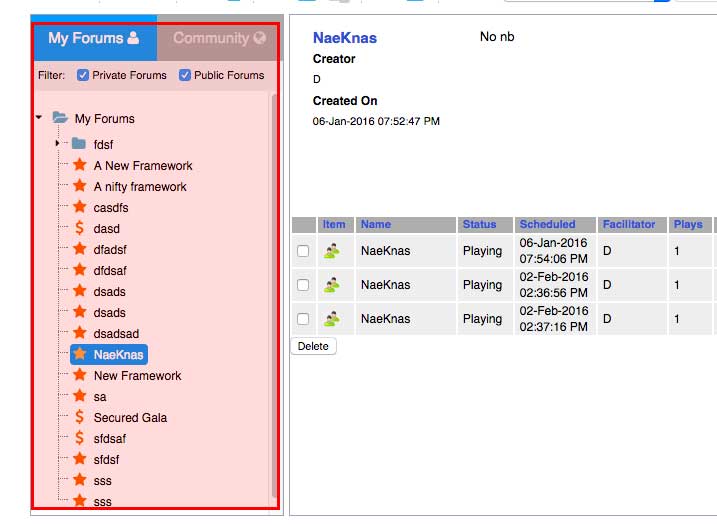 My Forums
Community
Filter:
Private Forums
Public Forums
My Forums
fdsf
A New Framework
A nifty framework
casdfs
dasd
dfadsf
dfdsaf
dsads
dsads
dsadsad
NaeKnas
New Framework
sa
Secured Gala
sfdsaf
sfdsf
sss
sss
NaeKnas
No nb
Creator
D
Created On
06-Jan-2016 07:52:47 PM
Item Name Status Scheduled Facilitator Plays
NaeKnas Playing 06-Jan-2016 07:54:06 PM D 1
NaeKnas Playing 02-Feb-2016 02:36:56 PM D 1
NaeKnas Playing 02-Feb-2016 02:37:16 PM D 1
Delete